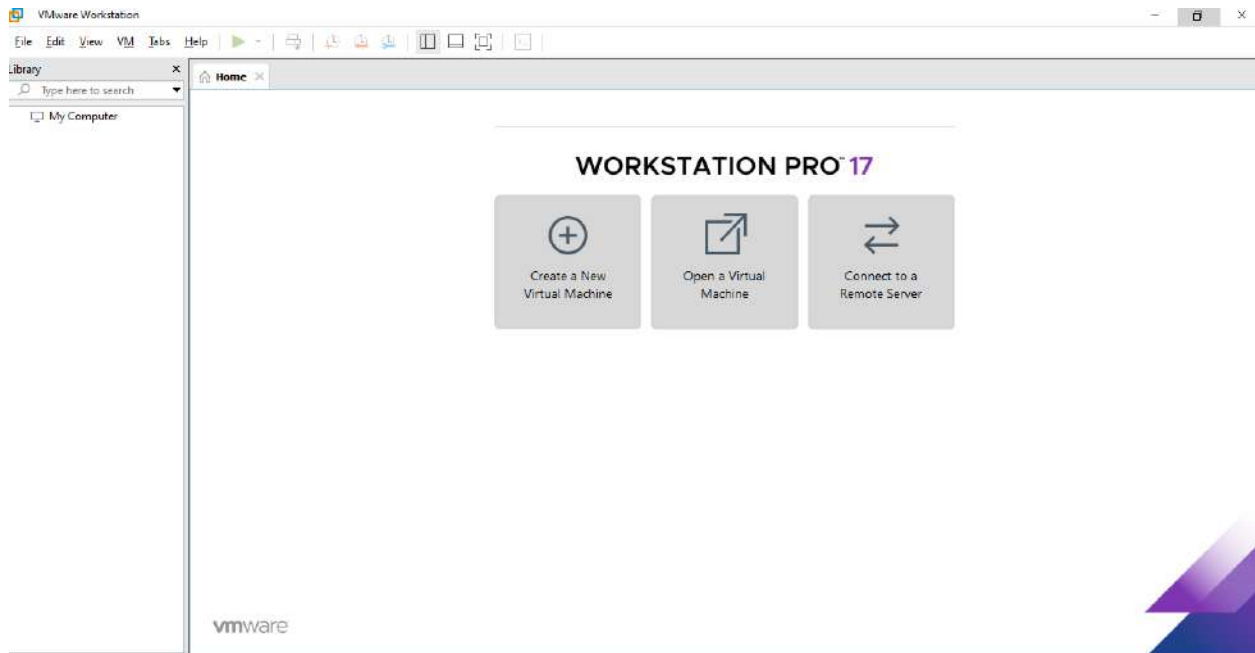 VMware Workstation
File Edit View VM Tabs Help
Library
Home
Type here to search
My Computer
WORKSTATION PRO™ 17
Create a New
Virtual Machine
Open a Virtual
Machine
Connect to a
Remote Server
vmware